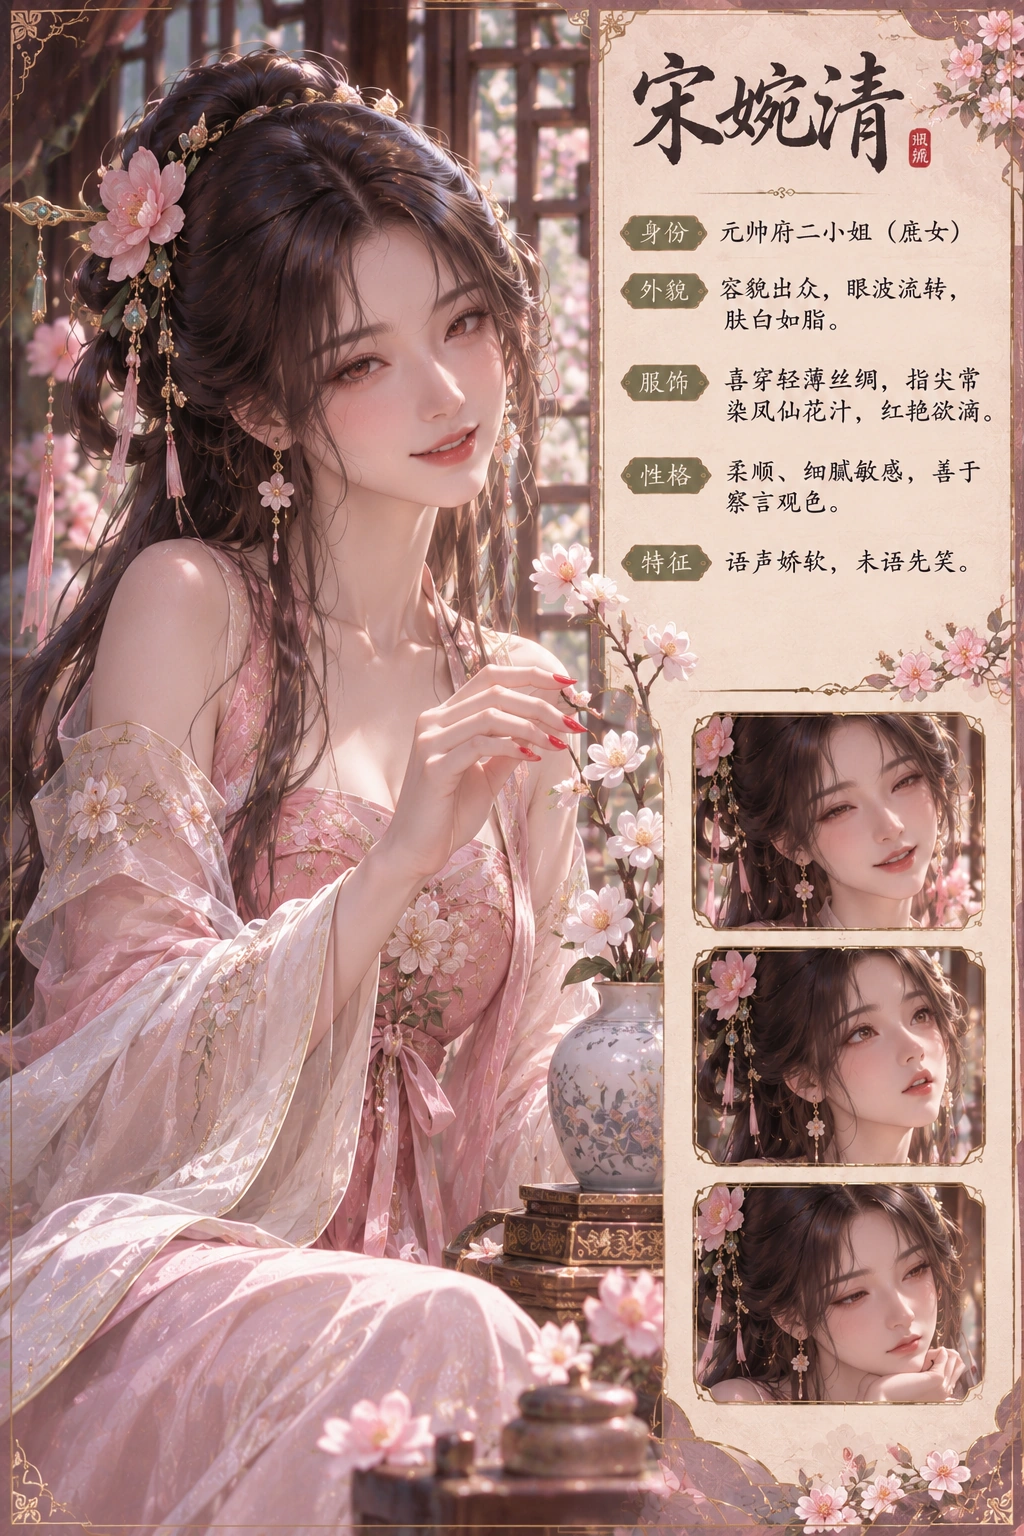 宋婉清
身份 元帅府二小姐（庶女）
外貌 容貌出众，眼波流转，
肤白如脂。
服饰 喜穿轻薄丝绸，指尖常
染凤仙花汁，红艳欲滴。
性格 柔顺、细腻敏感，善于
察言观色。
特征 语声娇软，未语先笑。